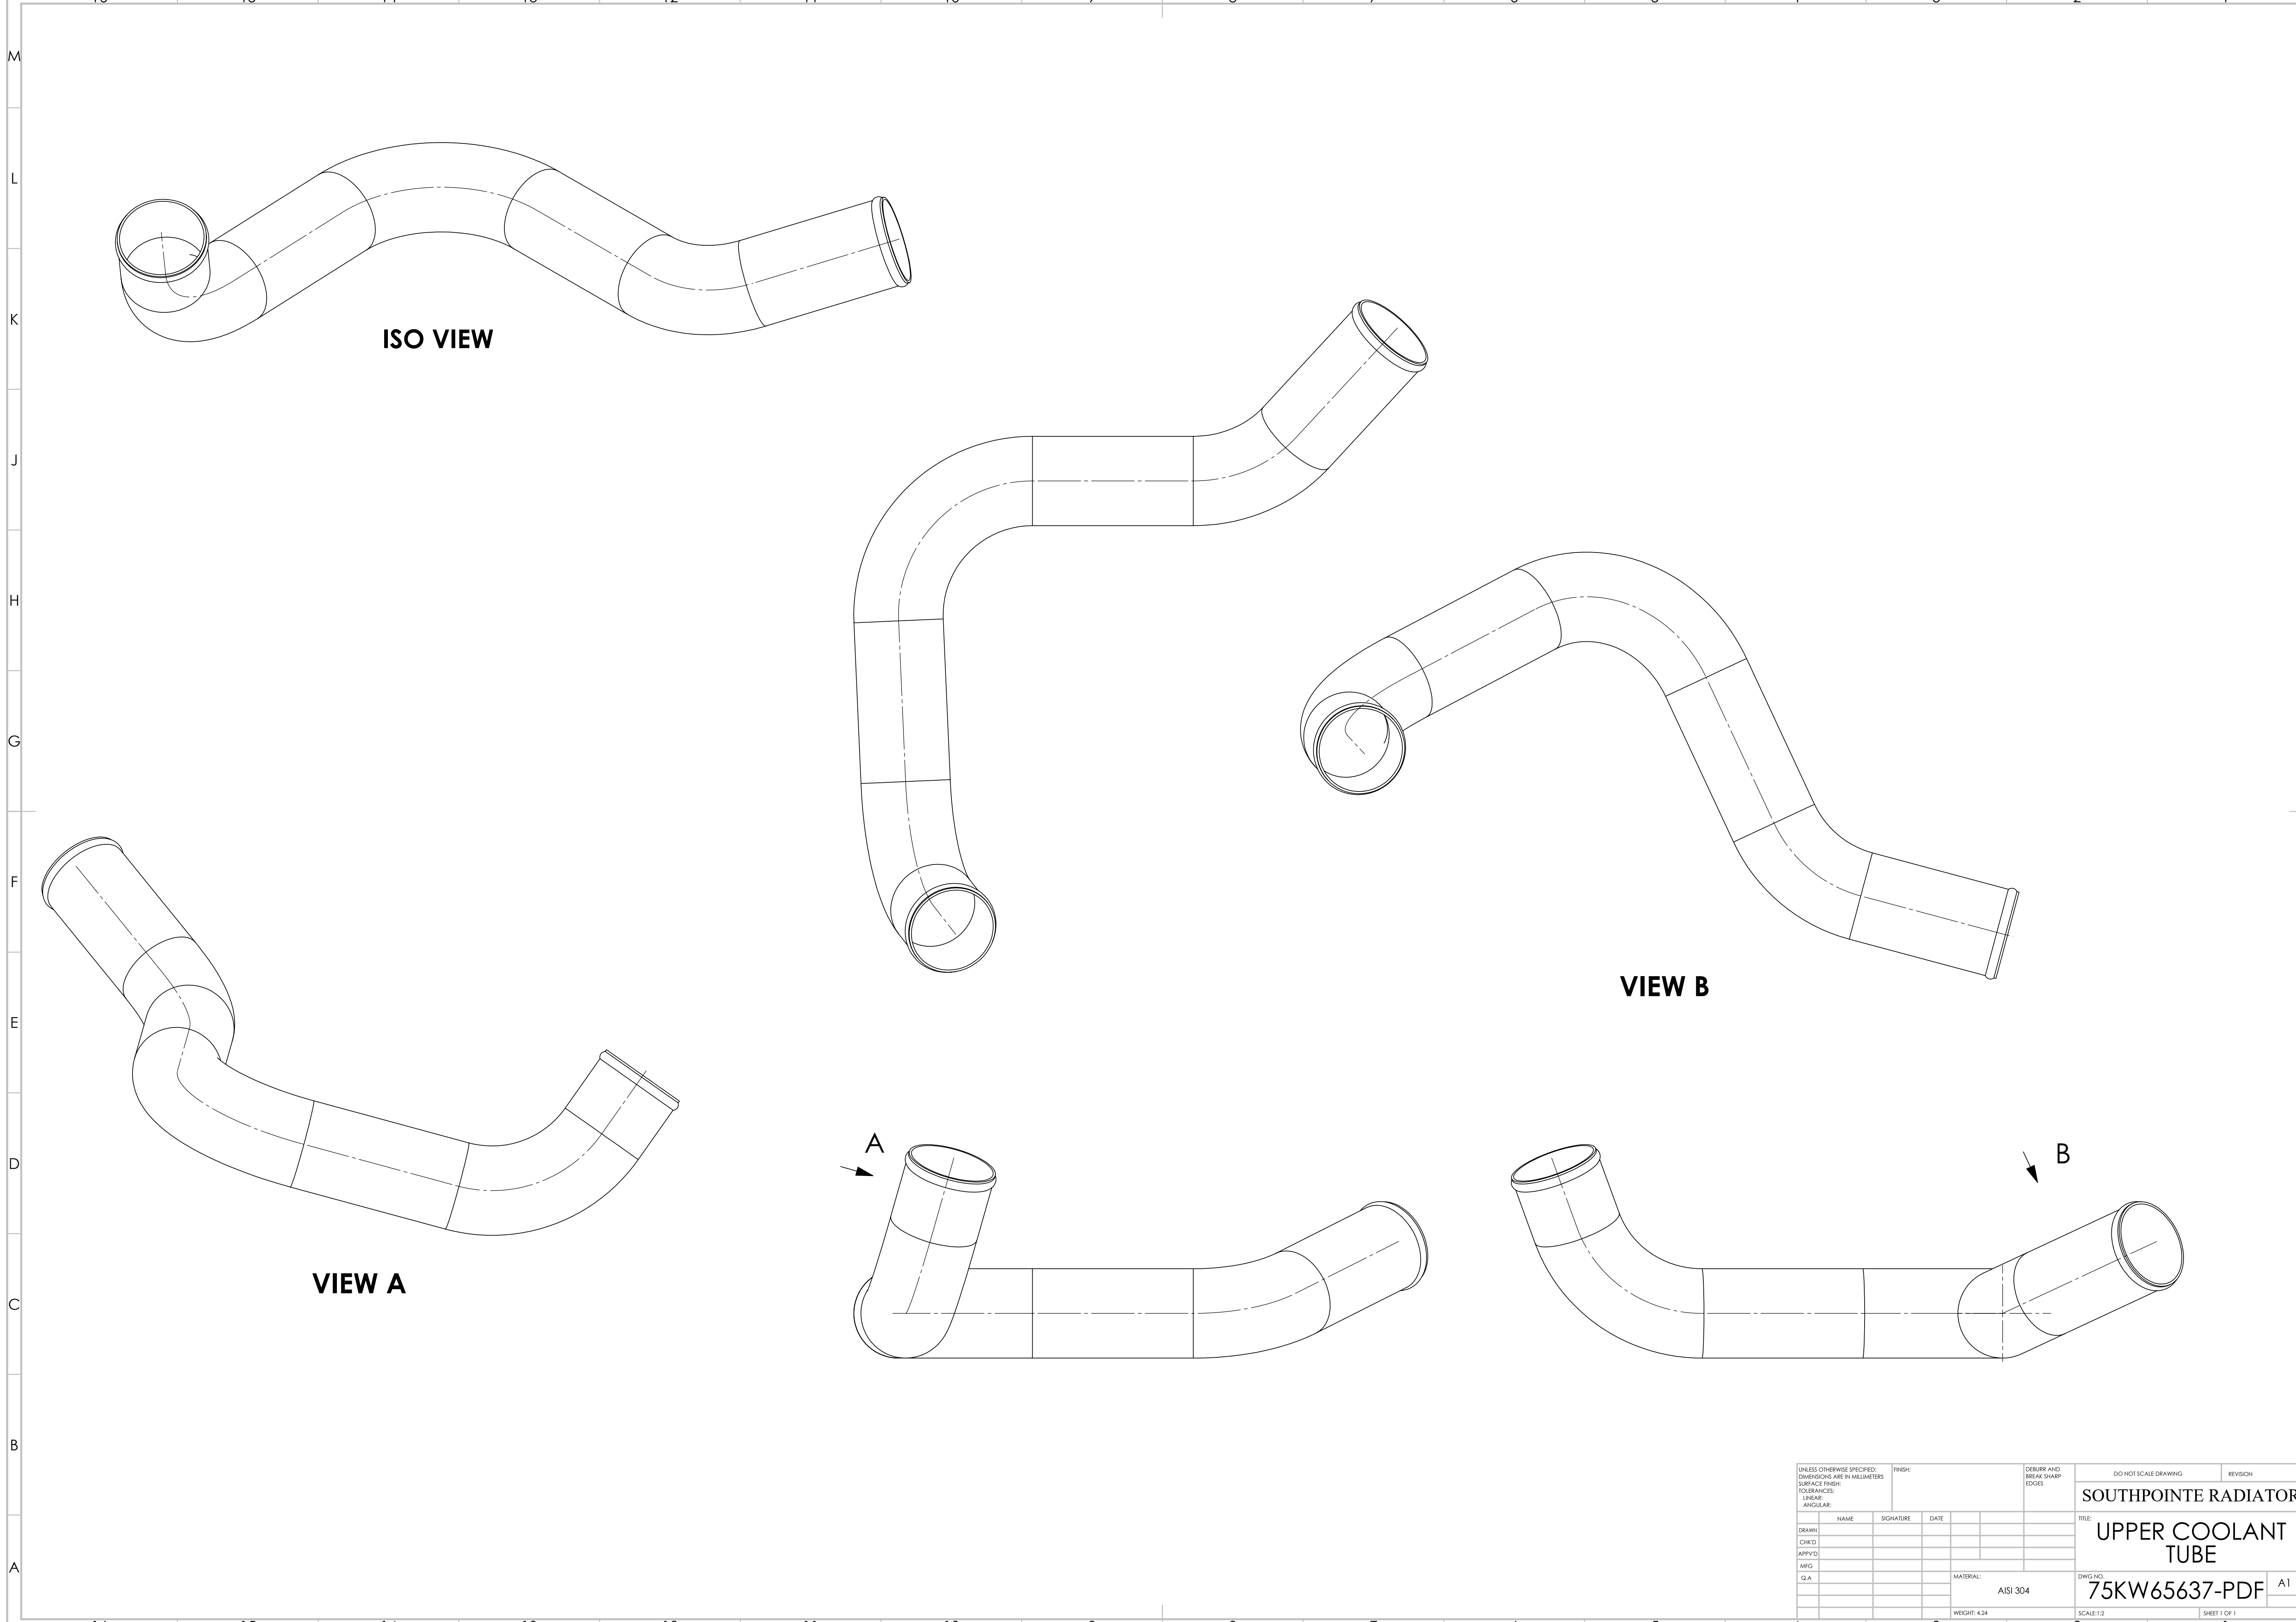 M
L
K
J
H
G
F
E
D
C
B
A
ISO VIEW
VIEW B
VIEW A
A
B
UNLESS OTHERWISE SPECIFIED:
DIMENSIONS ARE IN MILLIMETERS
SURFACE FINISH:
TOLERANCES:
LINEAR:
ANGULAR:
FINISH:
DEBURR AND
BREAK SHARP
EDGES
DO NOT SCALE DRAWING
REVISION
SOUTHPOINTE RADIATOR
NAME
SIGNATURE
DATE
DRAWN
CHK'D
APPV'D
MFG
Q.A
TITLE:
UPPER COOLANT
TUBE
MATERIAL:
AISI 304
DWG NO.
75KW65637-PDF
A1
WEIGHT: 4.24
SCALE:1:2
SHEET 1 OF 1